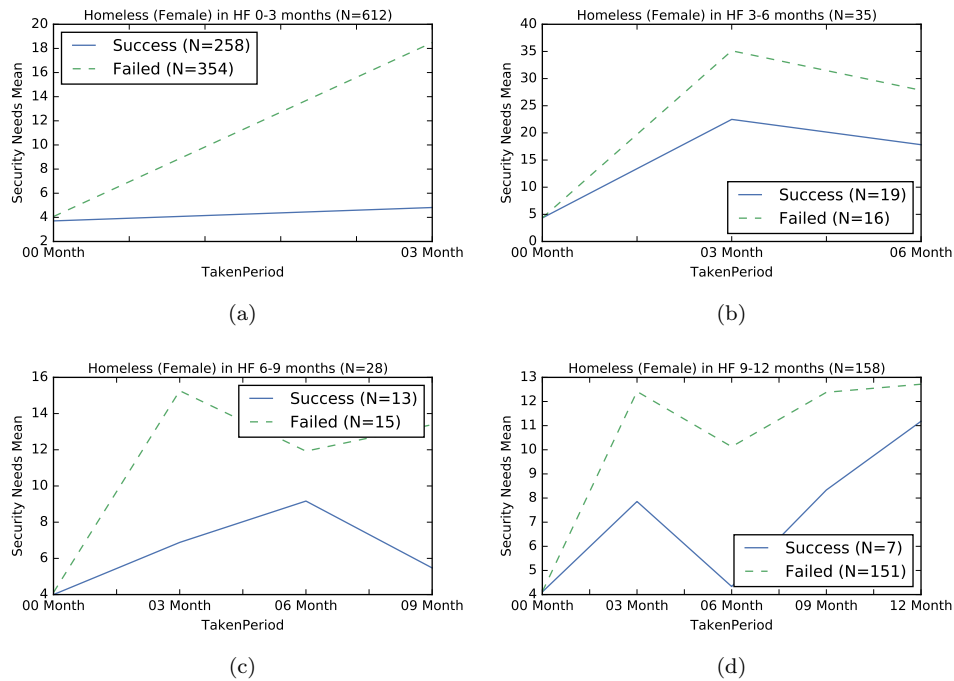 Homeless (Female) in HF 0-3 months (N=612)
20
18
16
14
12
10
8
6
4
2
Security Needs Mean
Success (N=258)
Failed (N=354)
00 Month 03 Month
TakenPeriod
(a)
Homeless (Female) in HF 3-6 months (N=35)
40
35
30
25
20
15
10
5
0
Security Needs Mean
Success (N=19)
Failed (N=16)
00 Month 03 Month 06 Month
TakenPeriod
(b)
Homeless (Female) in HF 6-9 months (N=28)
16
14
12
10
8
6
4
Security Needs Mean
Success (N=13)
Failed (N=15)
00 Month 03 Month 06 Month 09 Month
TakenPeriod
(c)
Homeless (Female) in HF 9-12 months (N=158)
13
12
11
10
9
8
7
6
5
4
Security Needs Mean
Success (N=7)
Failed (N=151)
00 Month 03 Month 06 Month 09 Month 12 Month
TakenPeriod
(d)